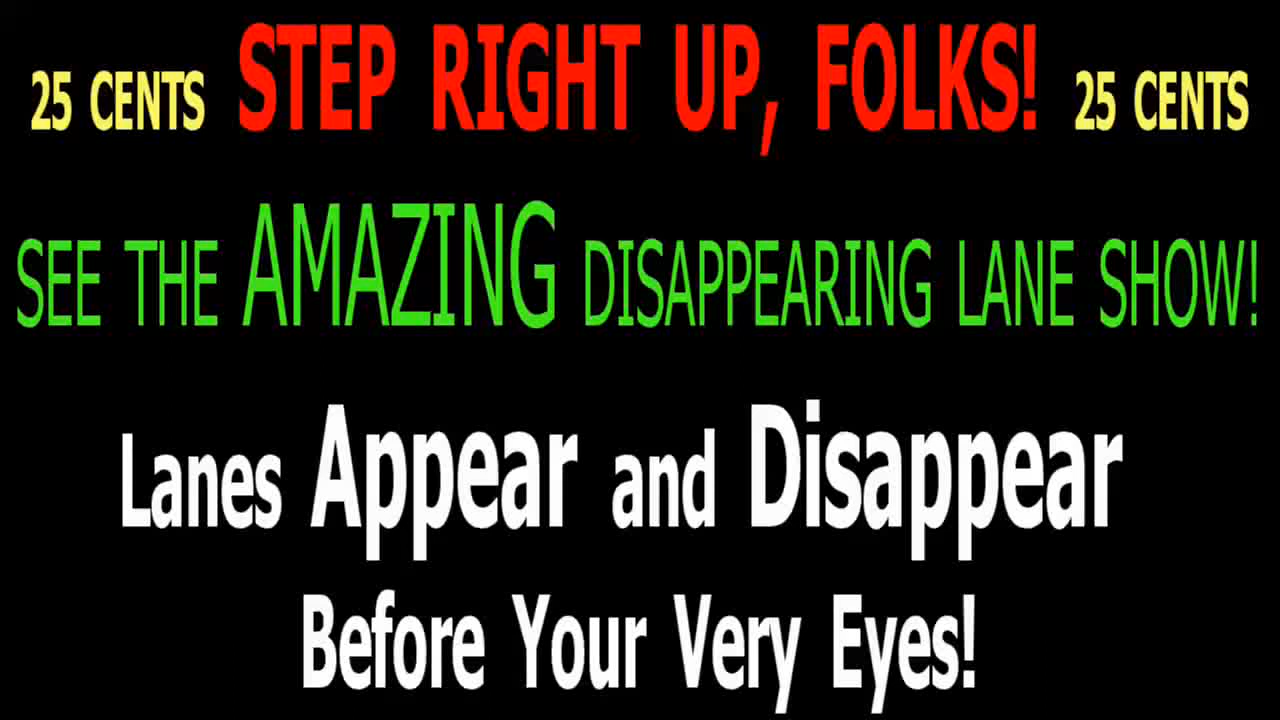 25 CENTS STEP RIGHT UP, FOLKS! 25 CENTS
SEE THE AMAZING DISAPPEARING LANE SHOW!
Lanes Appear and Disappear
Before Your Very Eyes!